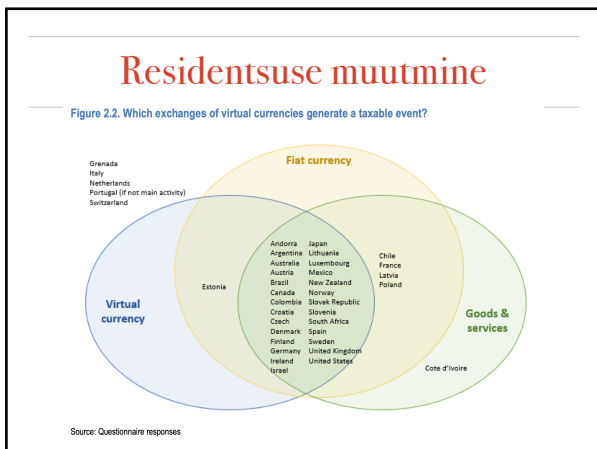 Residentsuse muutmine
Figure 2.2. Which exchanges of virtual currencies generate a taxable event?
Grenada
Italy
Netherlands
Portugal (if not main activity)
Switzerland
Fiat currency
Andorra Japan
Argentina Lithuania
Australia Luxembourg
Austria Mexico
Brazil New Zealand
Canada Norway
Colombia Slovak Republic
Croatia Slovenia
Czech South Africa
Denmark Spain
Finland Sweden
Germany United Kingdom
Ireland United States
Israel
Chile
France
Latvia
Poland
Estonia
Virtual
currency
Goods &
services
Cote d'Ivoire
Source: Questionnaire responses